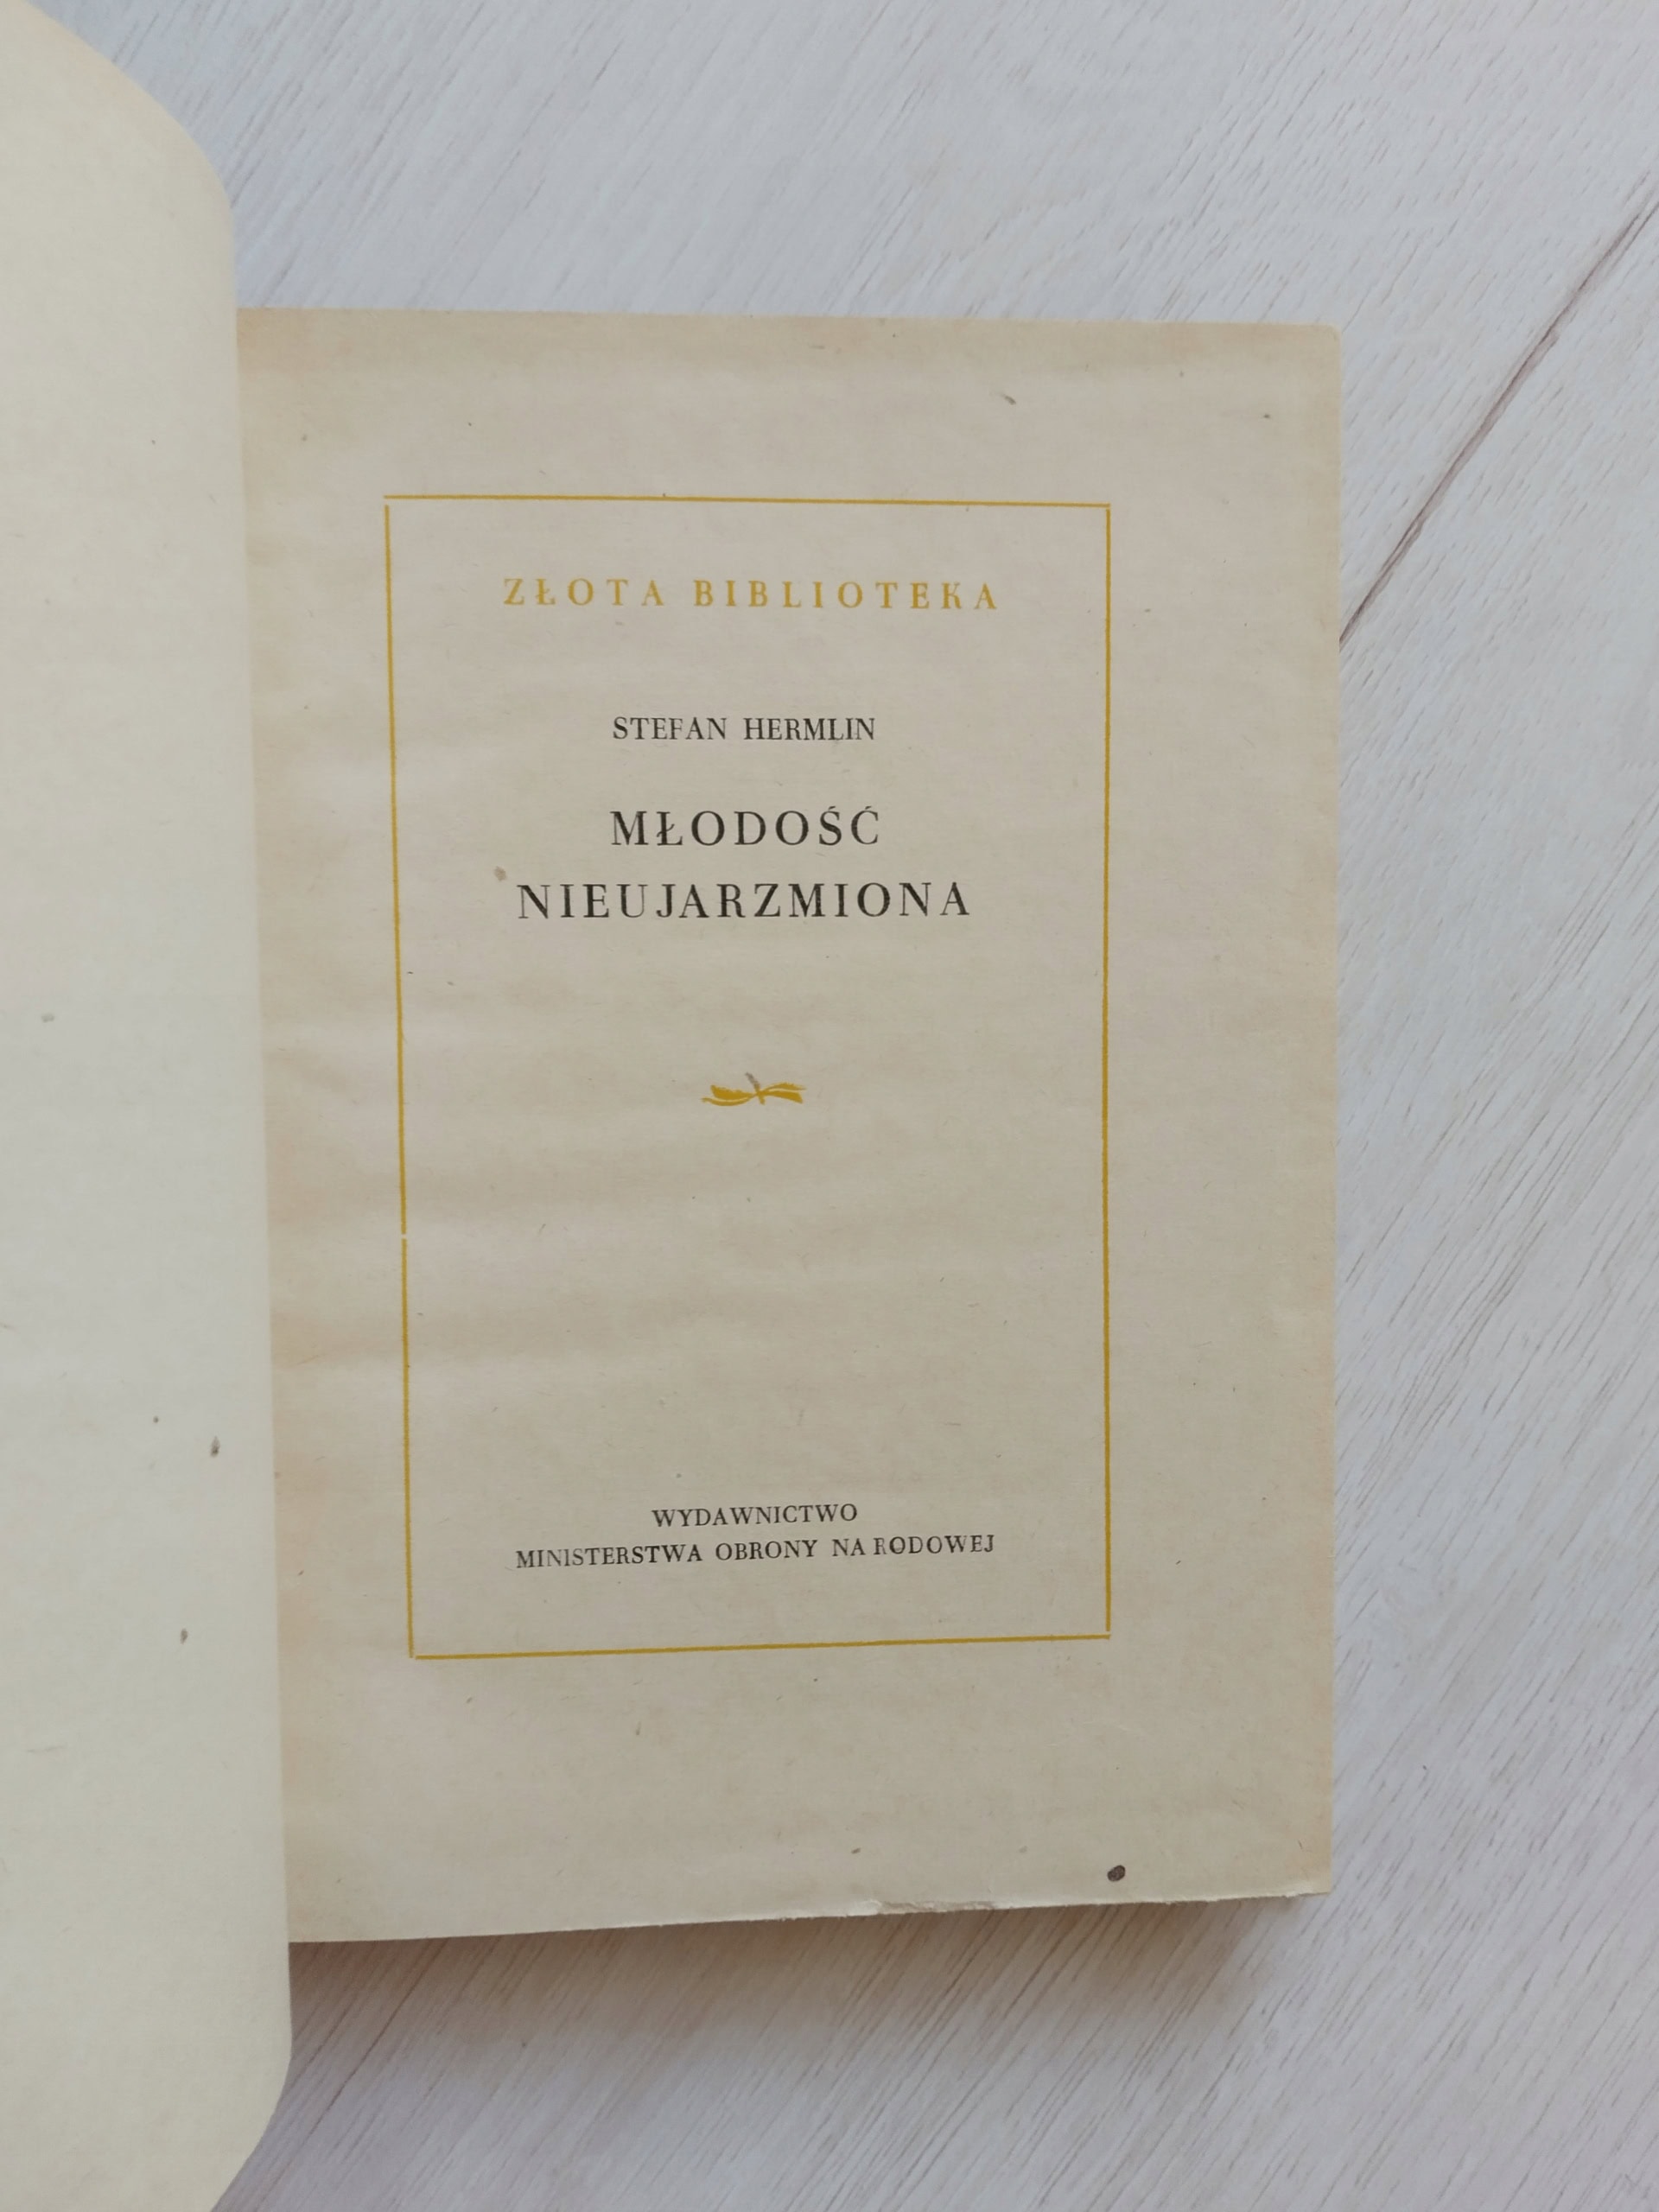 ZŁOTA BIBLIOTEKA
STEFAN HERMLIN
MŁODOŚĆ
NIEUJARZMIONA
WYDAWNICTWO
MINISTERSTWA OBRONY NARODOWEJ